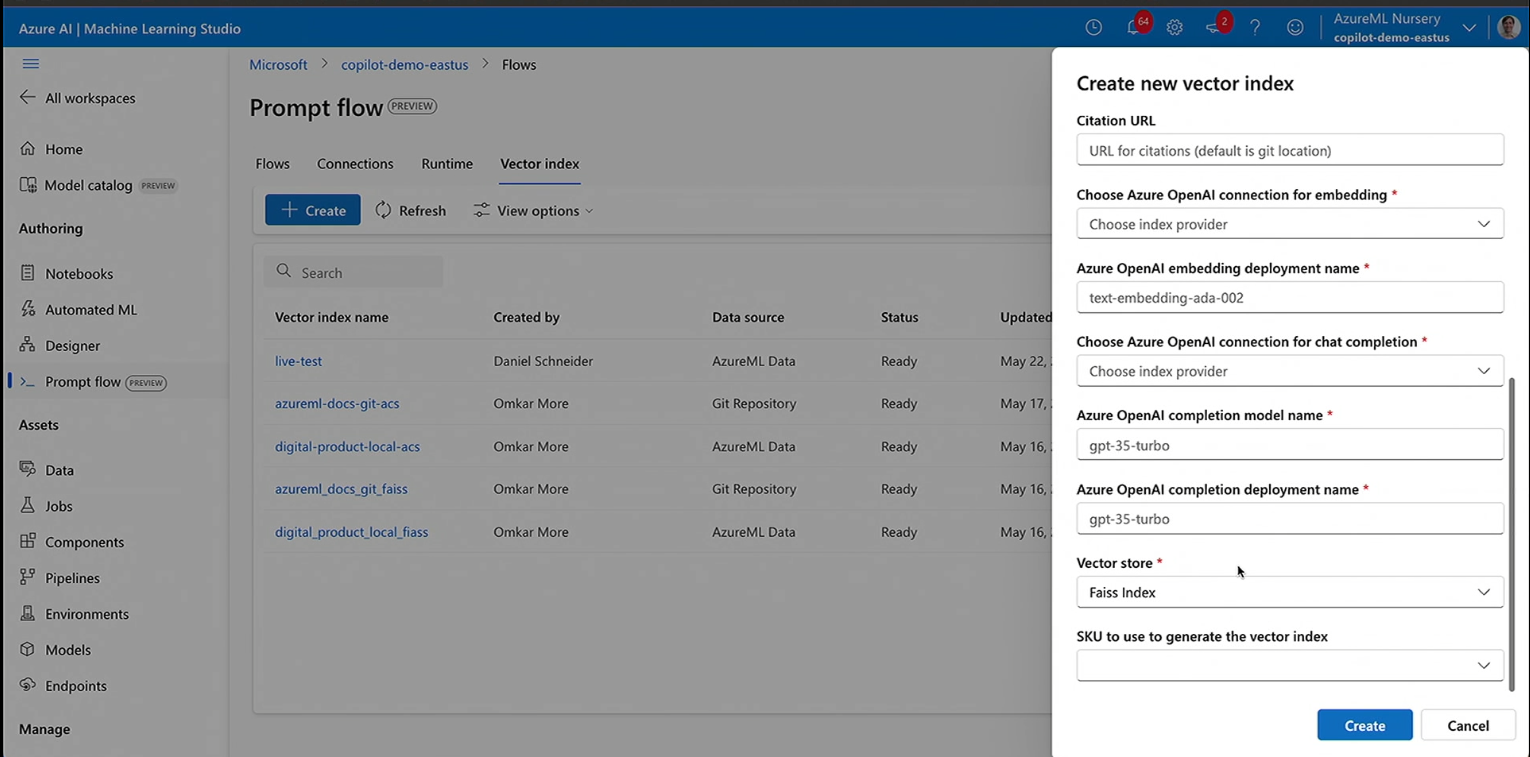 Azure AI | Machine Learning Studio
64
2
AzureML Nursery
copilot-demo-eastus
All workspaces
Home
Model catalog PREVIEW
Authoring
Notebooks
Automated ML
Designer
Prompt flow PREVIEW
Assets
Data
Jobs
Components
Pipelines
Environments
Models
Endpoints
Manage
Microsoft > copilot-demo-eastus > Flows
Prompt flow PREVIEW
Flows Connections Runtime Vector index
+ Create Refresh View options
Search
Vector index name Created by Data source Status Updated
live-test Daniel Schneider AzureML Data Ready May 22,
azureml-docs-git-acs Omkar More Git Repository Ready May 17,
digital-product-local-acs Omkar More AzureML Data Ready May 16,
azureml_docs_git_faiss Omkar More Git Repository Ready May 16,
digital_product_local_fiass Omkar More AzureML Data Ready May 16,
Create new vector index
Citation URL
URL for citations (default is git location)
Choose Azure OpenAI connection for embedding *
Choose index provider
Azure OpenAI embedding deployment name *
text-embedding-ada-002
Choose Azure OpenAI connection for chat completion *
Choose index provider
Azure OpenAI completion model name *
gpt-35-turbo
Azure OpenAI completion deployment name *
gpt-35-turbo
Vector store *
Faiss Index
SKU to use to generate the vector index
Create Cancel